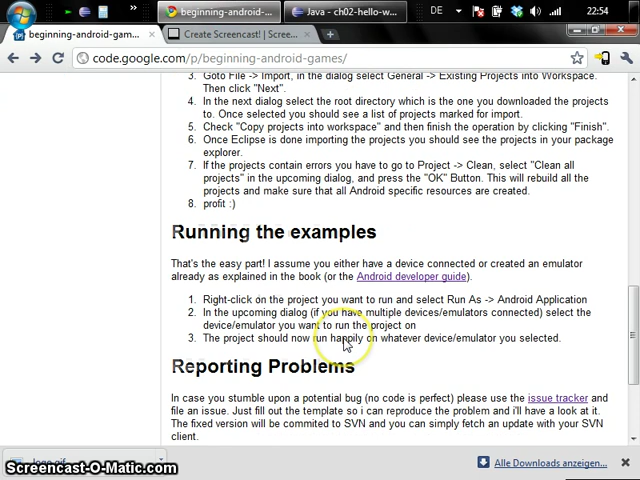 beginning-android-gam...
Java - ch02-hello-w...
DE
22:54
beginning-android-gam...
Create Screencast! | Scree...
code.google.com/p/beginning-android-games/
3. Goto File -> Import, in the dialog select General -> Existing Projects into Workspace.
Then click "Next".
4. In the next dialog select the root directory which is the one you downloaded the projects
to. Once selected you should see a list of projects marked for import.
5. Check "Copy projects into workspace" and then finish the operation by clicking "Finish".
6. Once Eclipse is done importing the projects you should see the projects in your package
explorer.
7. If the projects contain errors you have to go to Project -> Clean, select "Clean all
projects" in the upcoming dialog, and press the "OK" Button. This will rebuild all the
projects and make sure that all Android specific resources are created.
8. profit :)
Running the examples
That's the easy part! I assume you either have a device connected or created an emulator
already as explained in the book (or the Android developer guide).
1. Right-click on the project you want to run and select Run As -> Android Application
2. In the upcoming dialog (if you have multiple devices/emulators connected) select the
device/emulator you want to run the project on
3. The project should now run happily on whatever device/emulator you selected.
Reporting Problems
In case you stumble upon a potential bug (no code is perfect) please use the issue tracker and
file an issue. Just fill out the template so i can reproduce the problem and i'll have a look at it.
The fixed version will be commited to SVN and you can simply fetch an update with your SVN
client.
logo.gif
Alle Downloads anzeigen...
Screencast-O-Matic.com